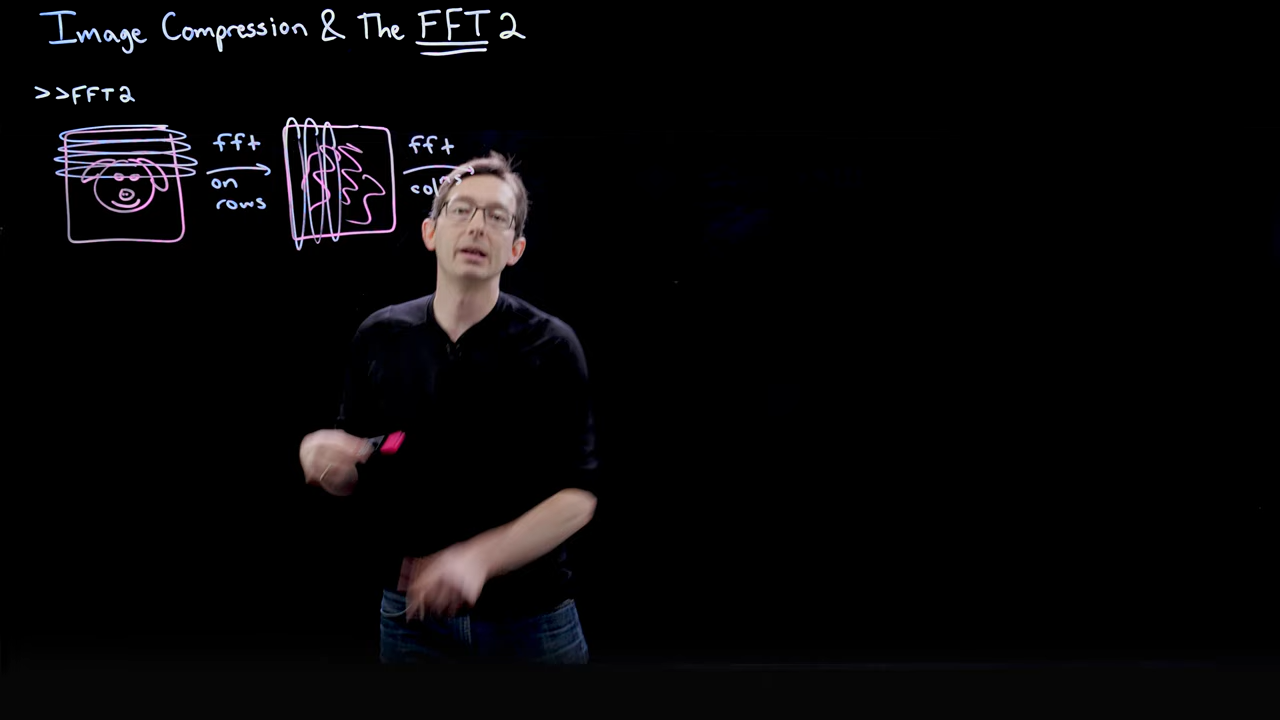 Image Compression & The FFT2
>>FFT2
fft
on
rows
fft